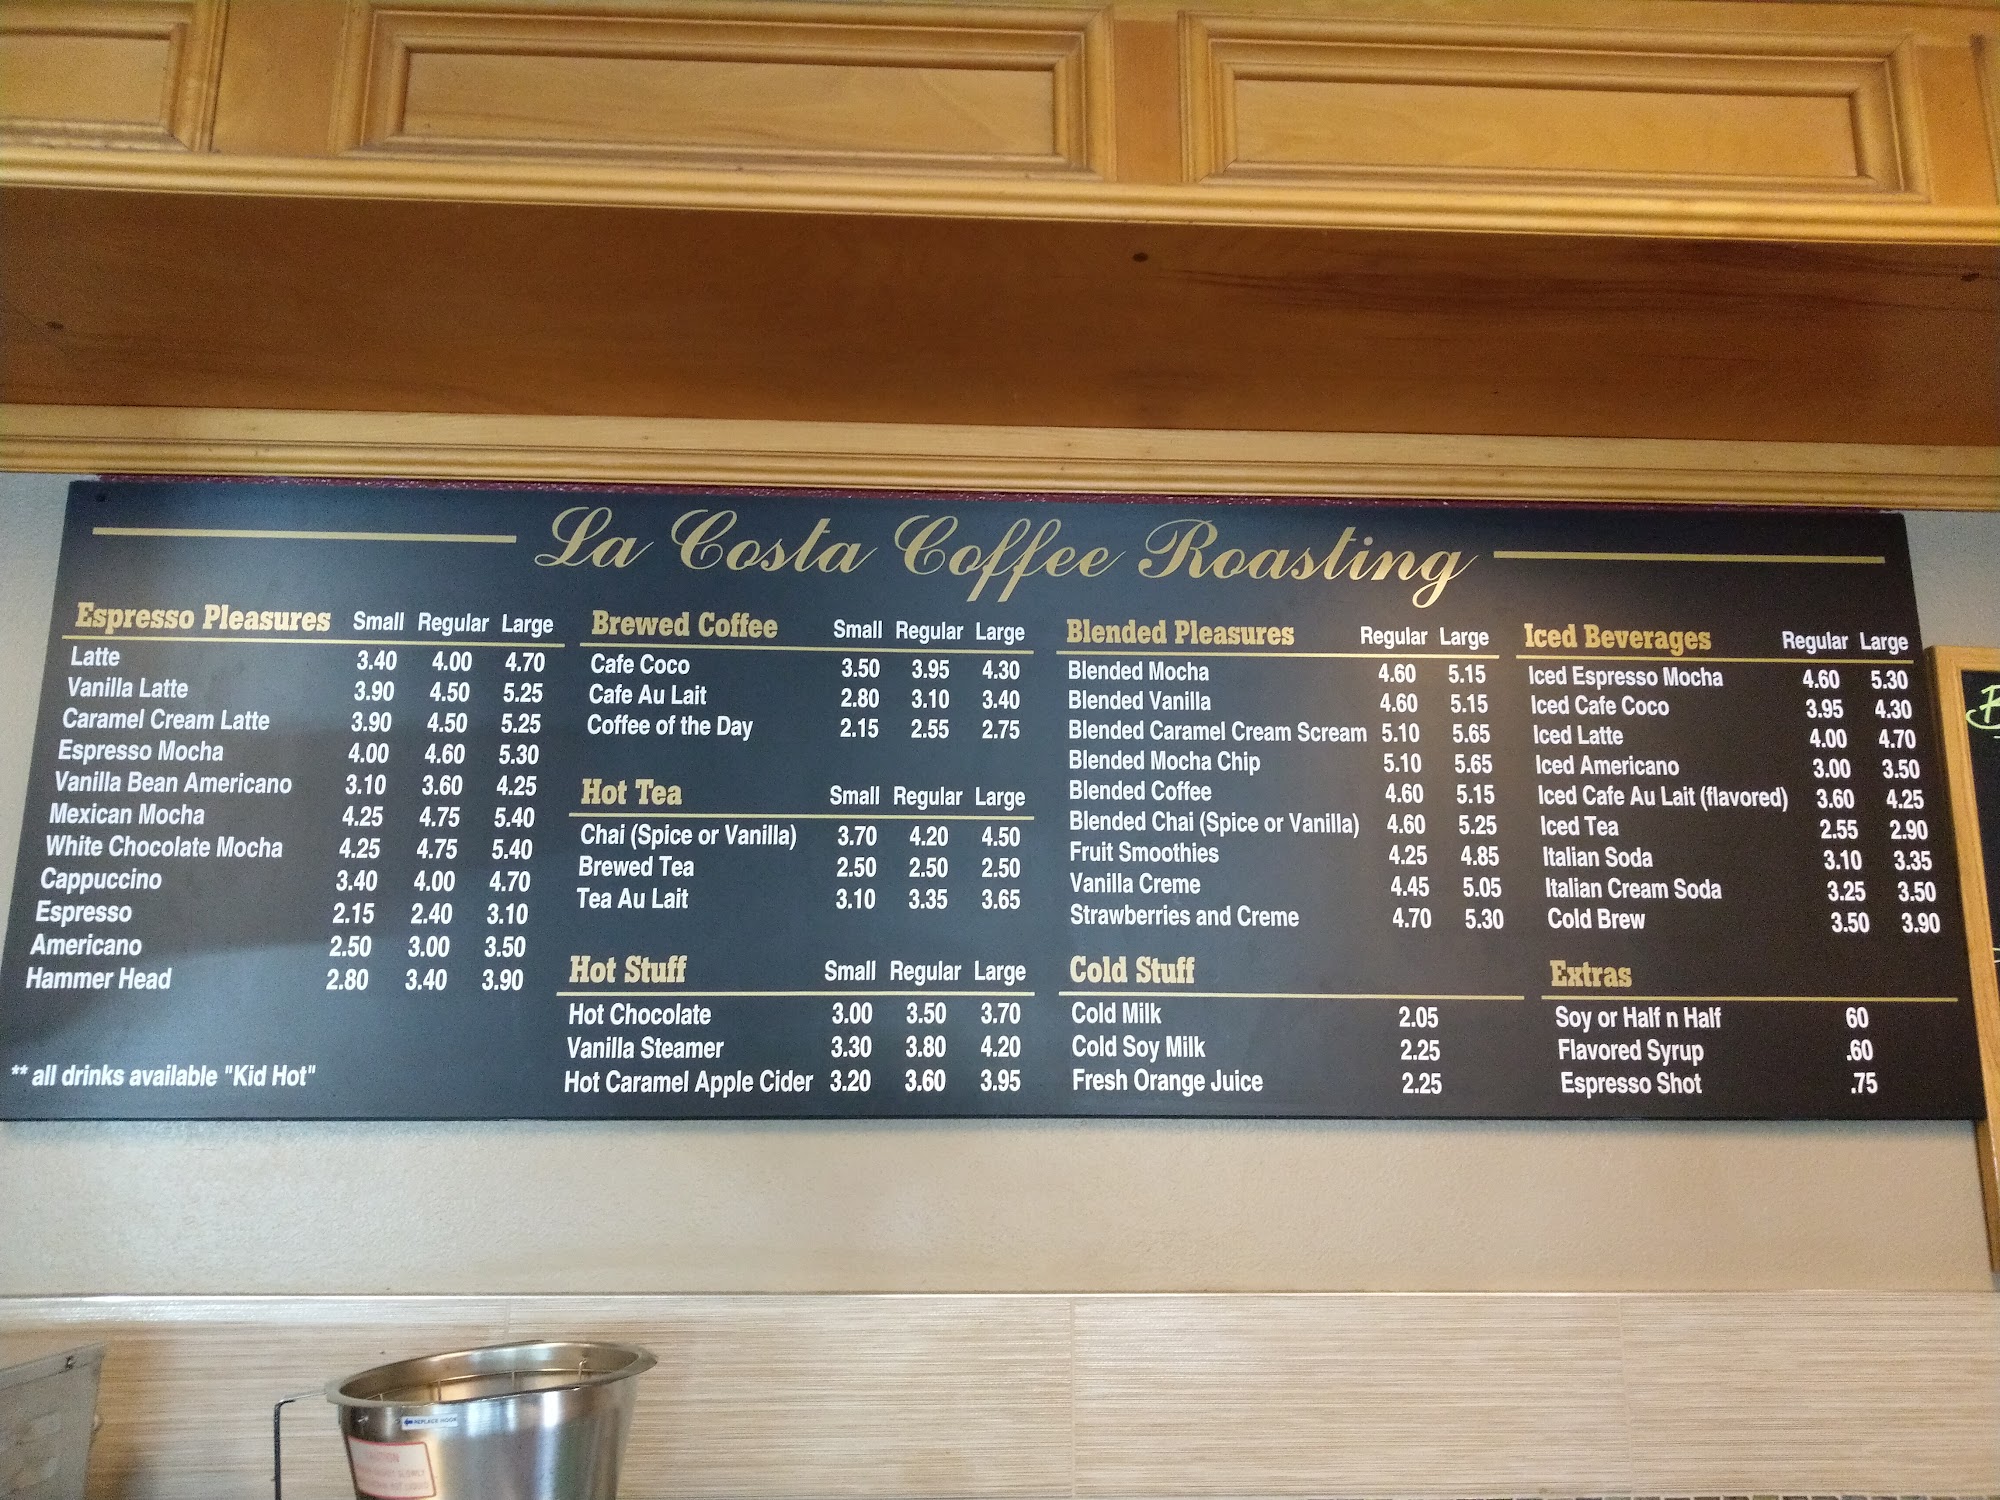 La Costa Coffee Roasting
Espresso Pleasures Small Regular Large
Latte 3.40 4.00 4.70
Vanilla Latte 3.90 4.50 5.25
Caramel Cream Latte 3.90 4.50 5.25
Espresso Mocha 4.00 4.60 5.30
Vanilla Bean Americano 3.10 3.60 4.25
Mexican Mocha 4.25 4.75 5.40
White Chocolate Mocha 4.25 4.75 5.40
Cappuccino 3.40 4.00 4.70
Espresso 2.15 2.40 3.10
Americano 2.50 3.00 3.50
Hammer Head 2.80 3.40 3.90
** all drinks available "Kid Hot"
Brewed Coffee Small Regular Large
Cafe Coco 3.50 3.95 4.30
Cafe Au Lait 2.80 3.10 3.40
Coffee of the Day 2.15 2.55 2.75
Hot Tea Small Regular Large
Chai (Spice or Vanilla) 3.70 4.20 4.50
Brewed Tea 2.50 2.50 2.50
Tea Au Lait 3.10 3.35 3.65
Hot Stuff Small Regular Large
Hot Chocolate 3.00 3.50 3.70
Vanilla Steamer 3.30 3.80 4.20
Hot Caramel Apple Cider 3.20 3.60 3.95
Blended Pleasures Regular Large
Blended Mocha 4.60 5.15
Blended Vanilla 4.60 5.15
Blended Caramel Cream Scream 5.10 5.65
Blended Mocha Chip 5.10 5.65
Blended Coffee 4.60 5.15
Blended Chai (Spice or Vanilla) 4.60 5.25
Fruit Smoothies 4.25 4.85
Vanilla Creme 4.45 5.05
Strawberries and Creme 4.70 5.30
Cold Stuff
Cold Milk 2.05
Cold Soy Milk 2.25
Fresh Orange Juice 2.25
Iced Beverages Regular Large
Iced Espresso Mocha 4.60 5.30
Iced Cafe Coco 3.95 4.30
Iced Latte 4.00 4.70
Iced Americano 3.00 3.50
Iced Cafe Au Lait (flavored) 3.60 4.25
Iced Tea 2.55 2.90
Italian Soda 3.10 3.35
Italian Cream Soda 3.25 3.50
Cold Brew 3.50 3.90
Extras
Soy or Half n Half 60
Flavored Syrup .60
Espresso Shot .75
REPLACE HOOK
CAUTION